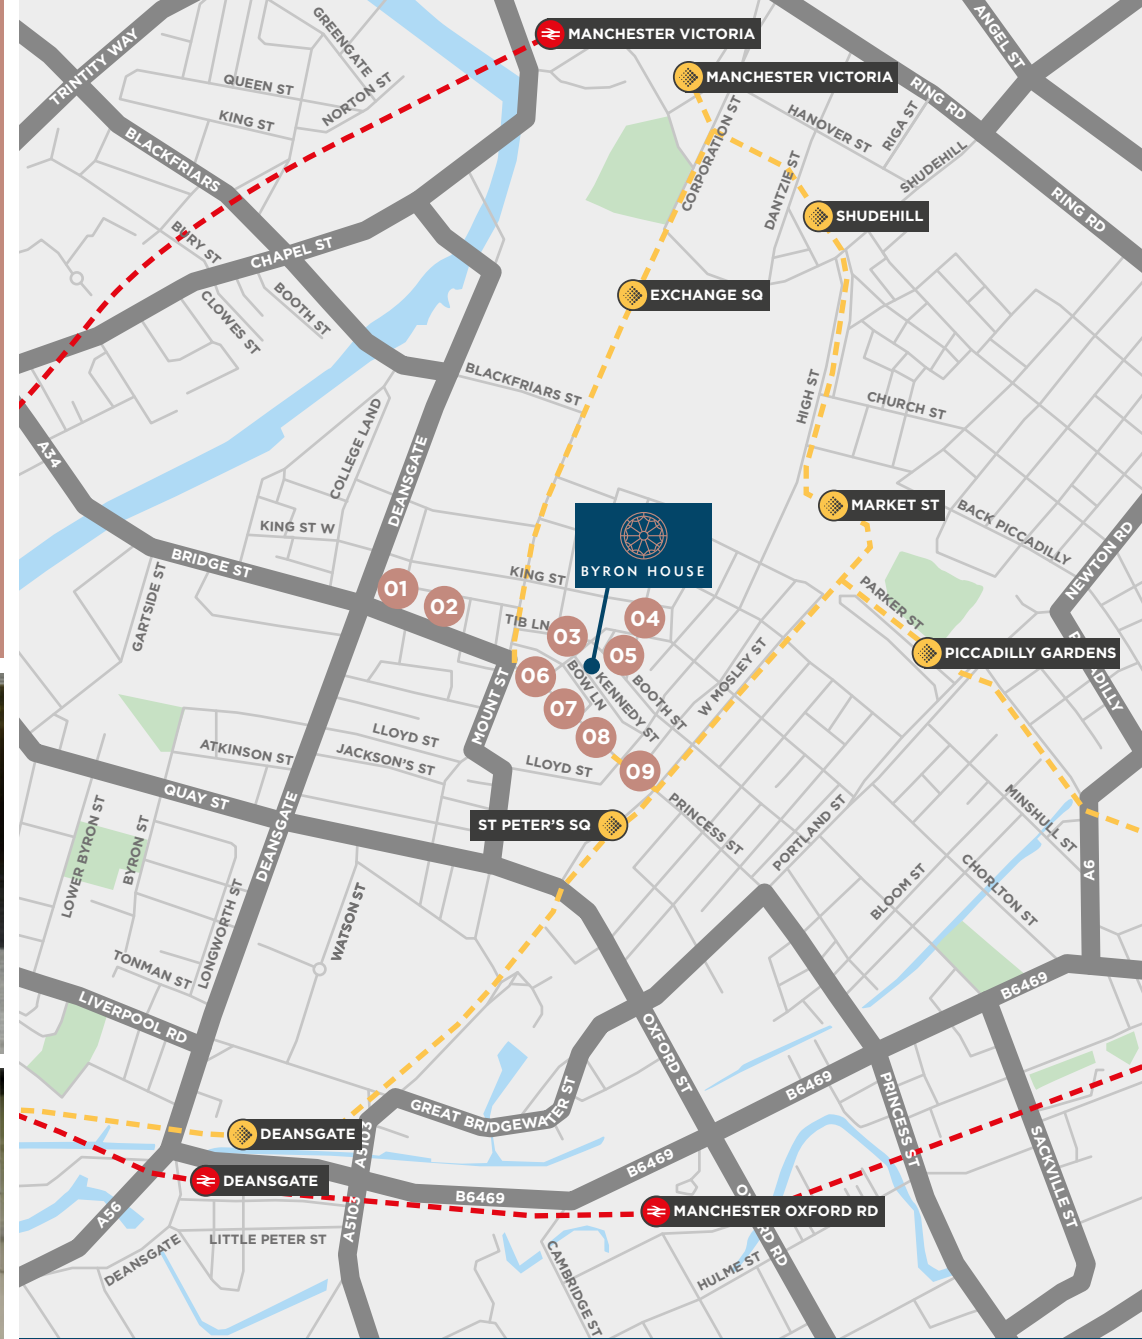 MANCHESTER VICTORIA
MANCHESTER VICTORIA
TRINTITY WAY
GREENGATE
QUEEN ST
NORTON ST
KING ST
BLACKFRIARS
ANGEL ST
RING RD
HANOVER ST
RIGA ST
CORPORATION ST
DANTZIE ST
SHUDEHILL
RING RD
SHUDEHILL
BURY ST
CHAPEL ST
CLOWES ST
BOOTH ST
EXCHANGE SQ
BLACKFRIARS ST
HIGH ST
CHURCH ST
A34
COLLEGE LAND
DEANSGATE
MARKET ST
BACK PICCADILLY
KING ST W
BRIDGE ST
GARTSIDE ST
BYRON HOUSE
NEWTON RD
KING ST
01
02
TIB LN
03
04
05
06
07
08
09
BOW LN
KENNEDY ST
BOOTH ST
W MOSLEY ST
PARKER ST
PICCADILLY GARDENS
MOUNT ST
LLOYD ST
JACKSON'S ST
ATKINSON ST
LLOYD ST
QUAY ST
LOWER BYRON ST
BYRON ST
DEANSGATE
ST PETER'S SQ
PRINCESS ST
PORTLAND ST
MINSHULL ST
A6
BLOOM ST
CHORLTON ST
WATSON ST
LONGWORTH ST
TONMAN ST
LIVERPOOL RD
B6469
OXFORD ST
B6469
GREAT BRIDGEWATER ST
PRINCESS ST
SACKVILLE ST
DEANSGATE
A5103
DEANSGATE
B6469
B6469
MANCHESTER OXFORD RD
A56
A5103
LITTLE PETER ST
DEANSGATE
CAMBRIDGE ST
HULME ST